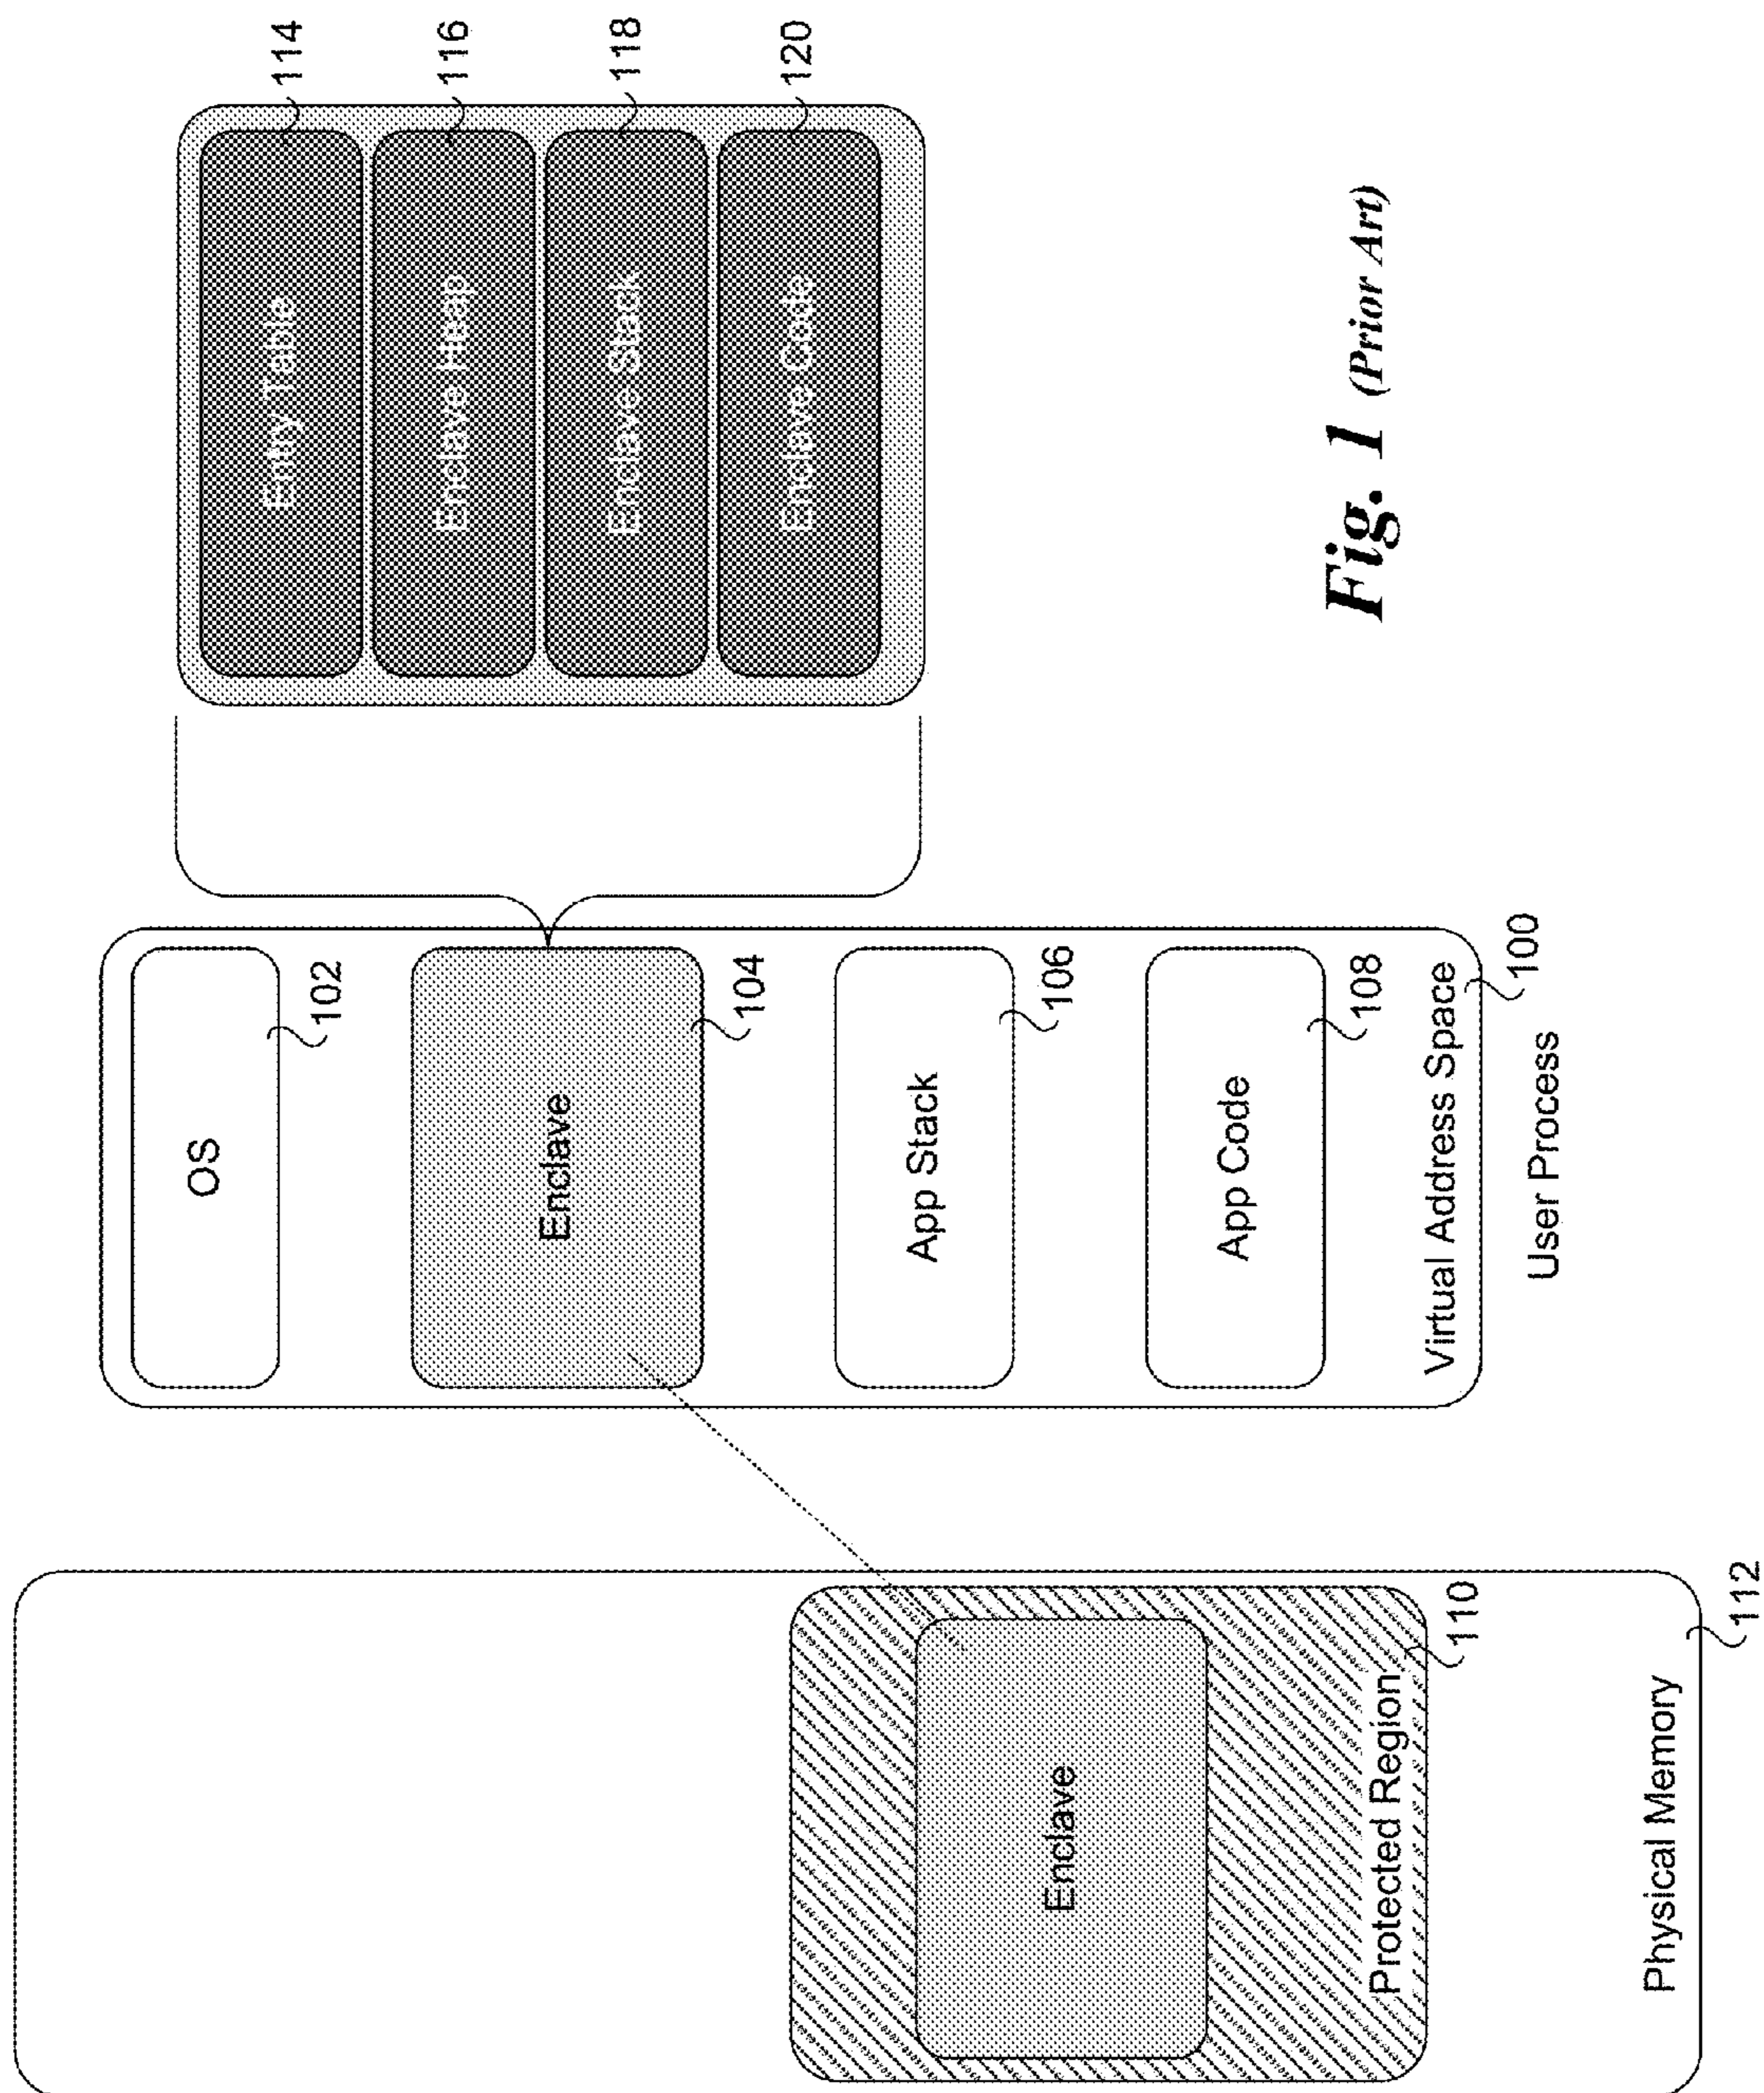 Physical Memory
112
Protected Region
110
Enclave
OS
102
Enclave
104
App Stack
106
App Code
108
Virtual Address Space
100
User Process
Entry Table
114
Enclave Heap
116
Enclave Stack
118
Enclave Code
120
Fig. 1 (Prior Art)